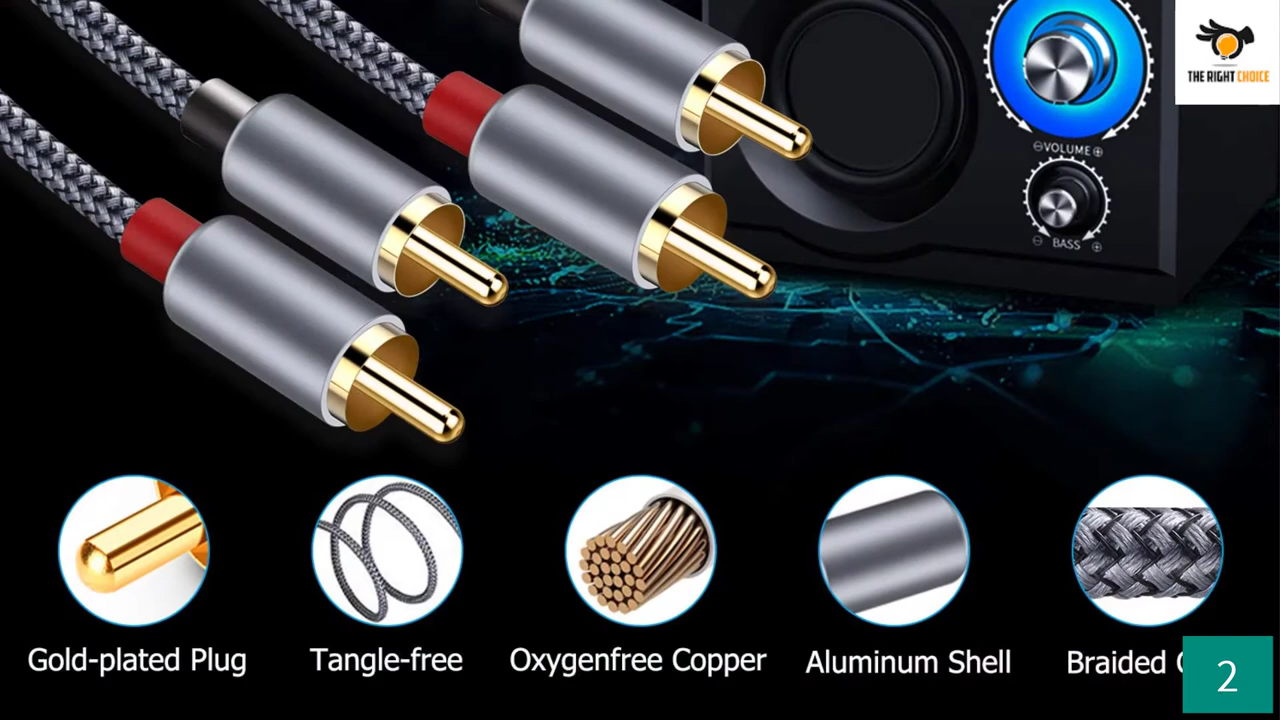 THE RIGHT CHOICE
VOLUME
BASS
Gold-plated Plug
Tangle-free
Oxygenfree Copper
Aluminum Shell
Braided
2